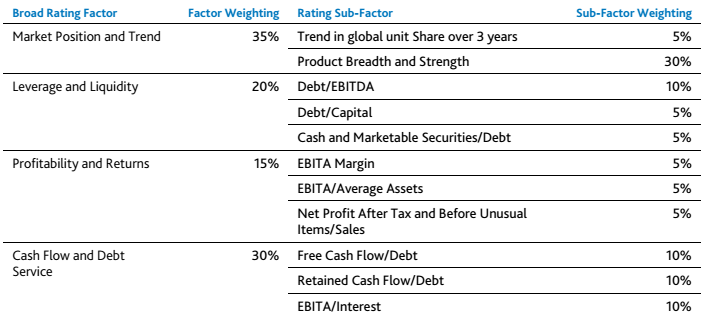 Broad Rating Factor Factor Weighting Rating Sub-Factor Sub-Factor Weighting
Market Position and Trend 35% Trend in global unit Share over 3 years 5%
Product Breadth and Strength 30%
Leverage and Liquidity 20% Debt/EBITDA 10%
Debt/Capital 5%
Cash and Marketable Securities/Debt 5%
Profitability and Returns 15% EBITA Margin 5%
EBITA/Average Assets 5%
Net Profit After Tax and Before Unusual 5%
Items/Sales
Cash Flow and Debt 30% Free Cash Flow/Debt 10%
Service
Retained Cash Flow/Debt 10%
EBITA/Interest 10%